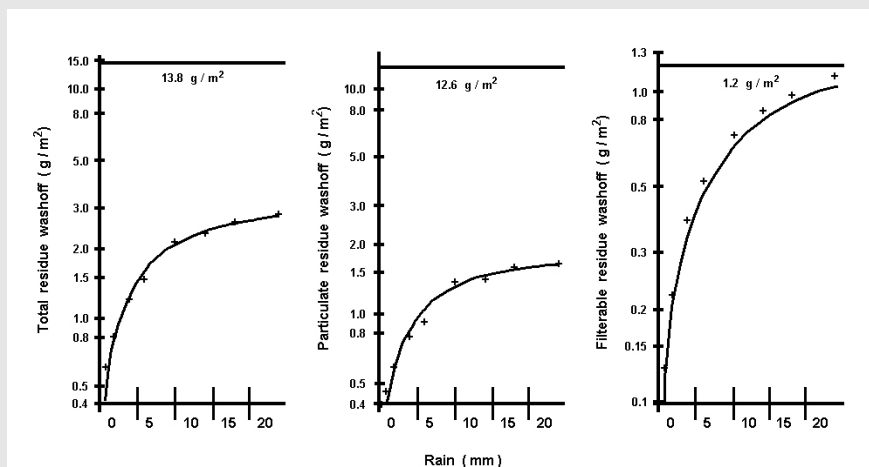 Total residue washoff ( g / m²)
15.0
10.0
8.0
5.0
3.0
2.0
1.5
1.0
0.8
0.5
0.4
13.8 g / m²
0 5 10 15 20
Particulate residue washoff ( g / m²)
10.0
8.0
5.0
3.0
2.0
1.5
1.0
0.8
0.5
0.4
12.6 g / m²
0 5 10 15 20
Filterable residue washoff ( g / m²)
1.3
1.0
0.8
0.5
0.3
0.2
0.15
0.1
1.2 g / m²
0 5 10 15 20
Rain ( mm )